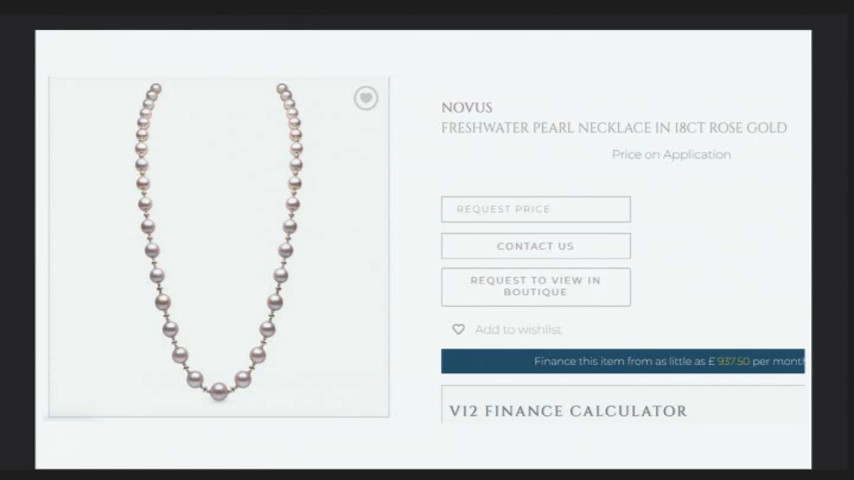 NOVUS
FRESHWATER PEARL NECKLACE IN 18CT ROSE GOLD
Price on Application
REQUEST PRICE
CONTACT US
REQUEST TO VIEW IN
BOUTIQUE
Add to wishlist
Finance this item from as little as £ 937.50 per month
V12 FINANCE CALCULATOR